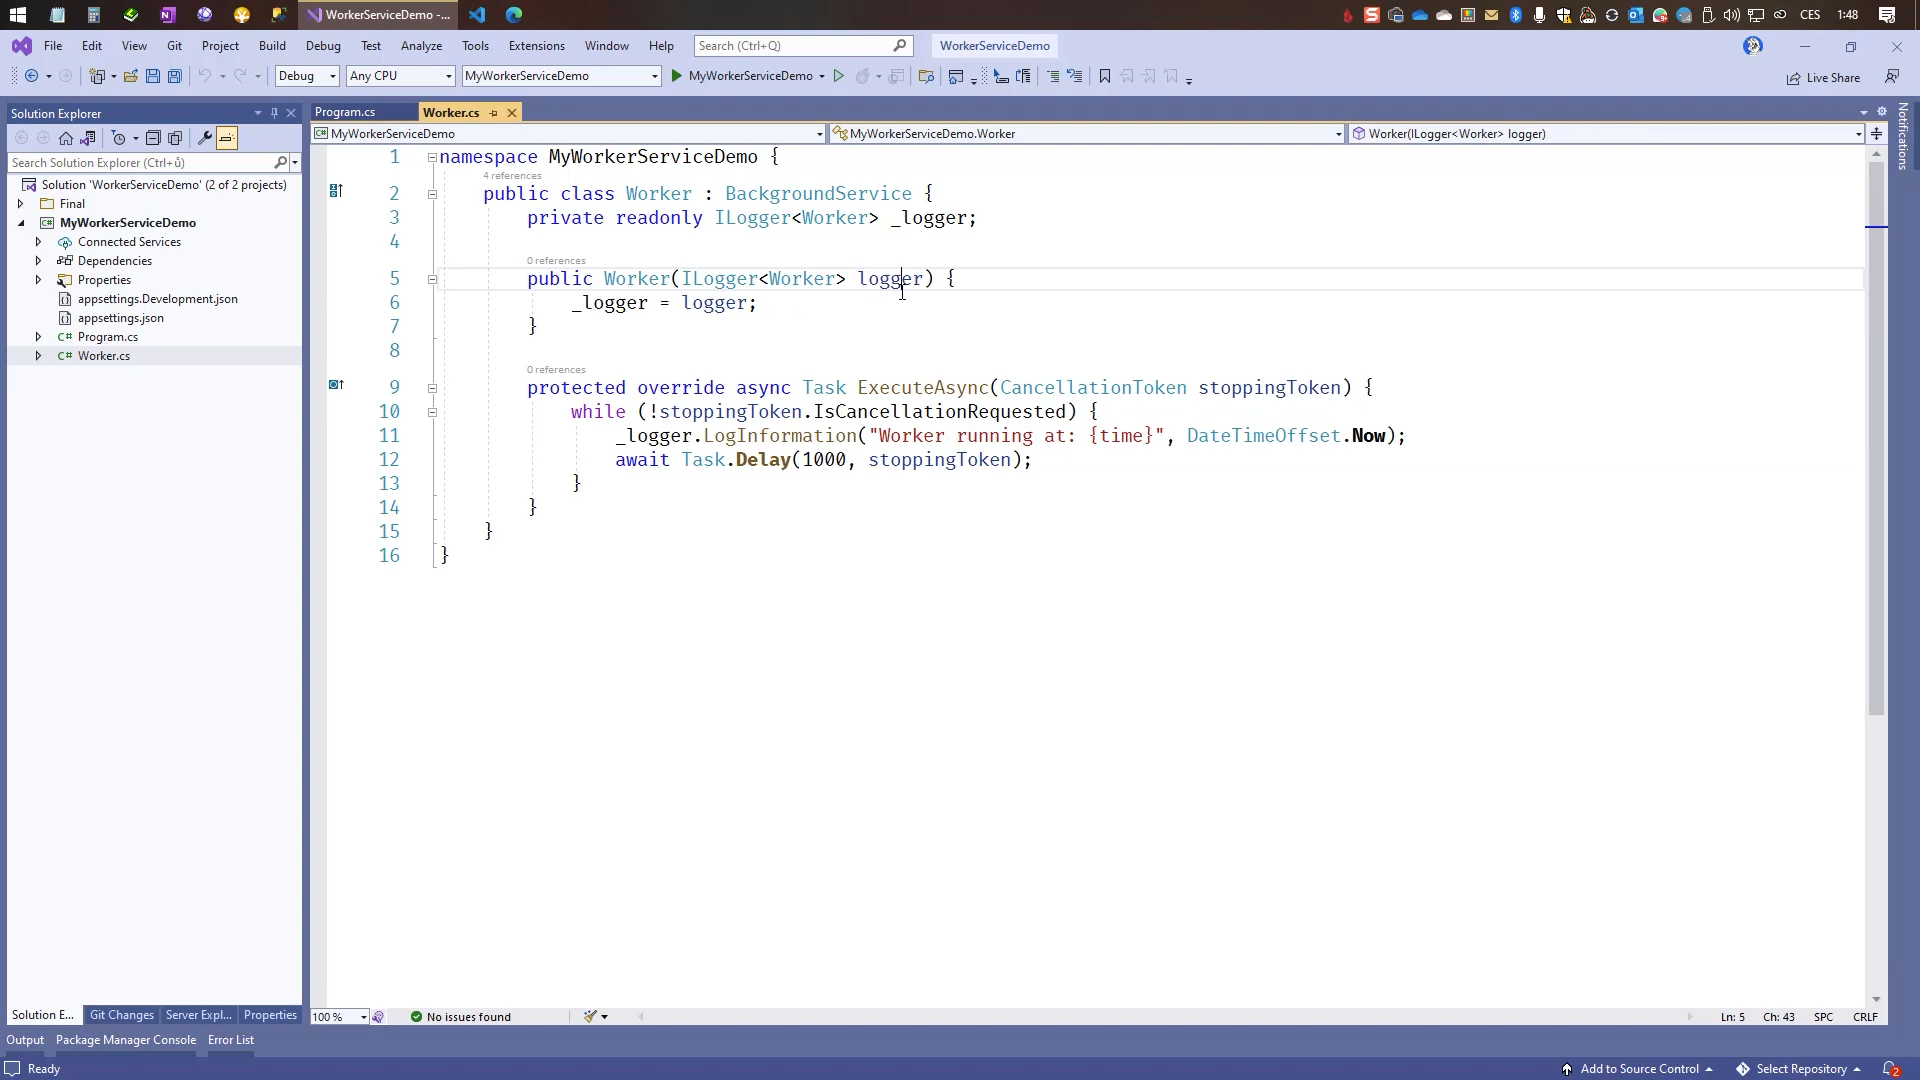 WorkerServiceDemo -...
CES
1:48
File Edit View Git Project Build Debug Test Analyze Tools Extensions Window Help Search (Ctrl+Q) WorkerServiceDemo
Debug Any CPU MyWorkerServiceDemo MyWorkerServiceDemo Live Share
Solution Explorer
Search Solution Explorer (Ctrl+ů)
Solution 'WorkerServiceDemo' (2 of 2 projects)
Final
MyWorkerServiceDemo
Connected Services
Dependencies
Properties
appsettings.Development.json
appsettings.json
C# Program.cs
C# Worker.cs
Program.cs Worker.cs
MyWorkerServiceDemo MyWorkerServiceDemo.Worker Worker(ILogger<Worker> logger)
1 namespace MyWorkerServiceDemo {
4 references
2 public class Worker : BackgroundService {
3 private readonly ILogger<Worker> _logger;
4
0 references
5 public Worker(ILogger<Worker> logger) {
6 _logger = logger;
7 }
8
0 references
9 protected override async Task ExecuteAsync(CancellationToken stoppingToken) {
10 while (!stoppingToken.IsCancellationRequested) {
11 _logger.LogInformation("Worker running at: {time}", DateTimeOffset.Now);
12 await Task.Delay(1000, stoppingToken);
13 }
14 }
15 }
16 }
Notifications
Solution E... Git Changes Server Expl... Properties
100 % No issues found Ln: 5 Ch: 43 SPC CRLF
Output Package Manager Console Error List
Ready Add to Source Control Select Repository 2